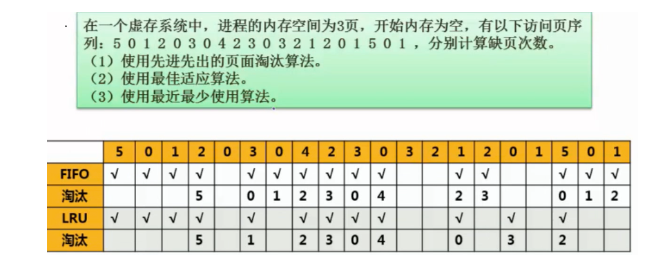 在一个虚存系统中，进程的内存空间为3页，开始内存为空，有以下访问页序
列：5 0 1 2 0 3 0 4 2 3 0 3 2 1 2 0 1 5 0 1，分别计算缺页次数。
（1）使用先进先出的页面淘汰算法。
（2）使用最佳适应算法。
（3）使用最近最少使用算法。
5 0 1 2 0 3 0 4 2 3 0 3 2 1 2 0 1 5 0 1
FIFO √ √ √ √ √ √ √ √ √ √ √ √ √ √ √
淘汰 5 0 1 2 3 0 4 2 3 0 1 2
LRU √ √ √ √ √ √ √ √ √ √ √ √
淘汰 5 1 2 3 0 4 0 3 2